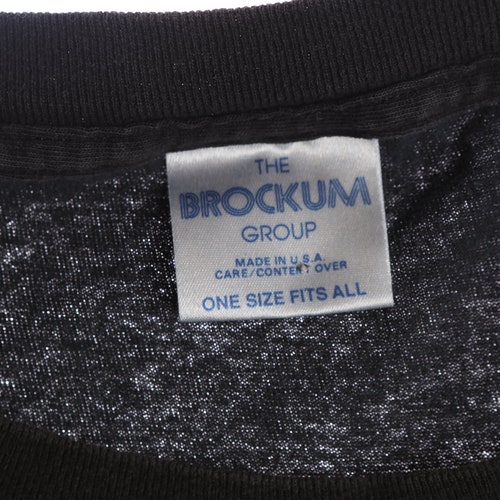 THE
BROCKUM
GROUP
MADE IN U.S.A.
CARE/CONTENT OVER
ONE SIZE FITS ALL